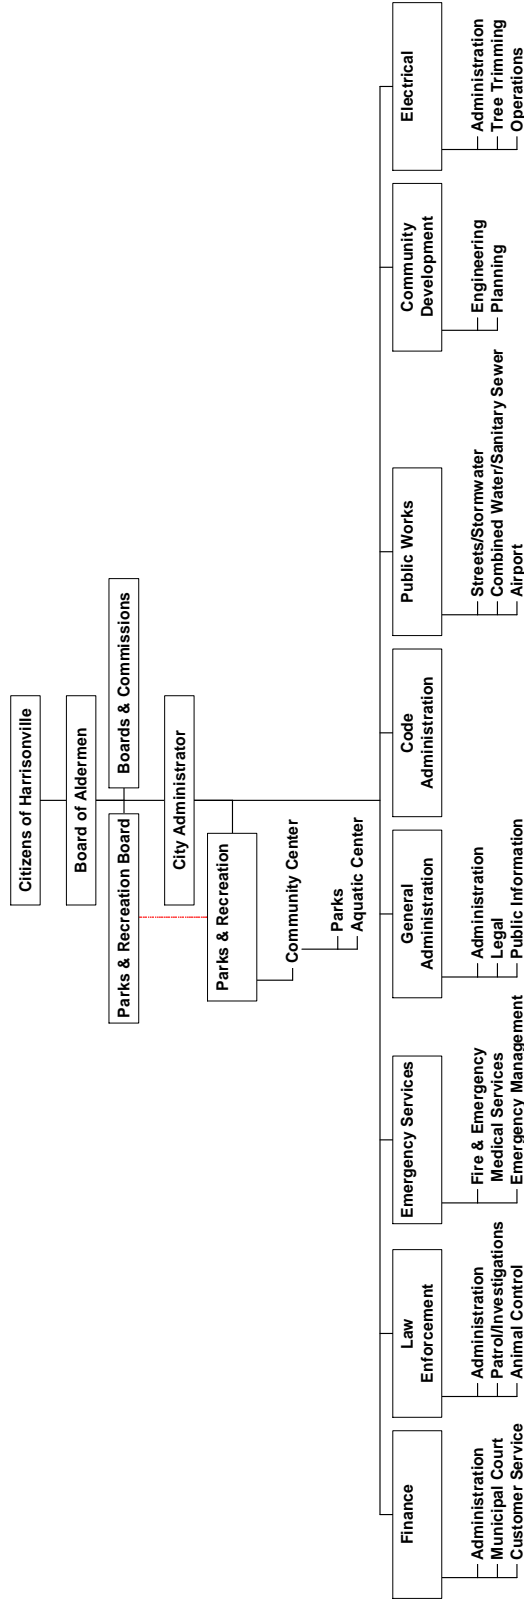 Citizens of Harrisonville
Board of Aldermen
Parks & Recreation Board
Boards & Commissions
City Administrator
Parks & Recreation
Community Center
Parks
Aquatic Center
Finance
Administration
Municipal Court
Customer Service
Law
Enforcement
Administration
Patrol/Investigations
Animal Control
Emergency Services
Fire & Emergency
Medical Services
Emergency Management
General
Administration
Administration
Legal
Public Information
Code
Administration
Public Works
Streets/Stormwater
Combined Water/Sanitary Sewer
Airport
Community
Development
Engineering
Planning
Electrical
Administration
Tree Trimming
Operations